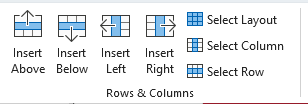 Insert Above
Insert Below
Insert Left
Insert Right
Select Layout
Select Column
Select Row
Rows & Columns